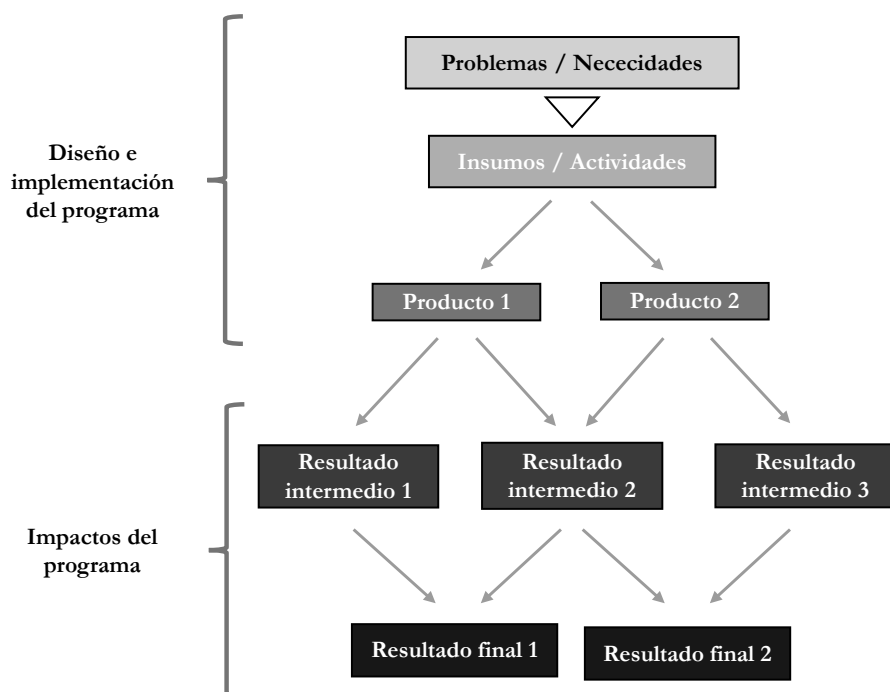 Problemas / Nececidades
Insumos / Actividades
Diseño e
implementación
del programa
Producto 1
Producto 2
Resultado
intermedio 1
Resultado
intermedio 2
Resultado
intermedio 3
Impactos del
programa
Resultado final 1
Resultado final 2